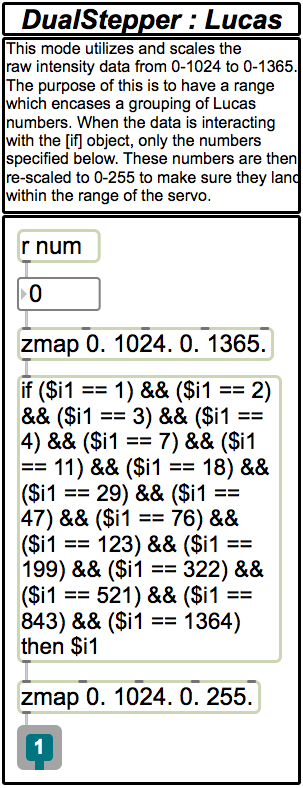 DualStepper : Lucas
This mode utilizes and scales the
raw intensity data from 0-1024 to 0-1365.
The purpose of this is to have a range
which encases a grouping of Lucas
numbers. When the data is interacting
with the [if] object, only the numbers
specified below. These numbers are then
re-scaled to 0-255 to make sure they land
within the range of the servo.
r num
0
zmap 0. 1024. 0. 1365.
if ($i1 == 1) && ($i1 == 2)
&& ($i1 == 3) && ($i1 ==
4) && ($i1 == 7) && ($i1
== 11) && ($i1 == 18) &&
($i1 == 29) && ($i1 ==
47) && ($i1 == 76) &&
($i1 == 123) && ($i1 ==
199) && ($i1 == 322) &&
($i1 == 521) && ($i1 ==
843) && ($i1 == 1364)
then $i1
zmap 0. 1024. 0. 255.
1